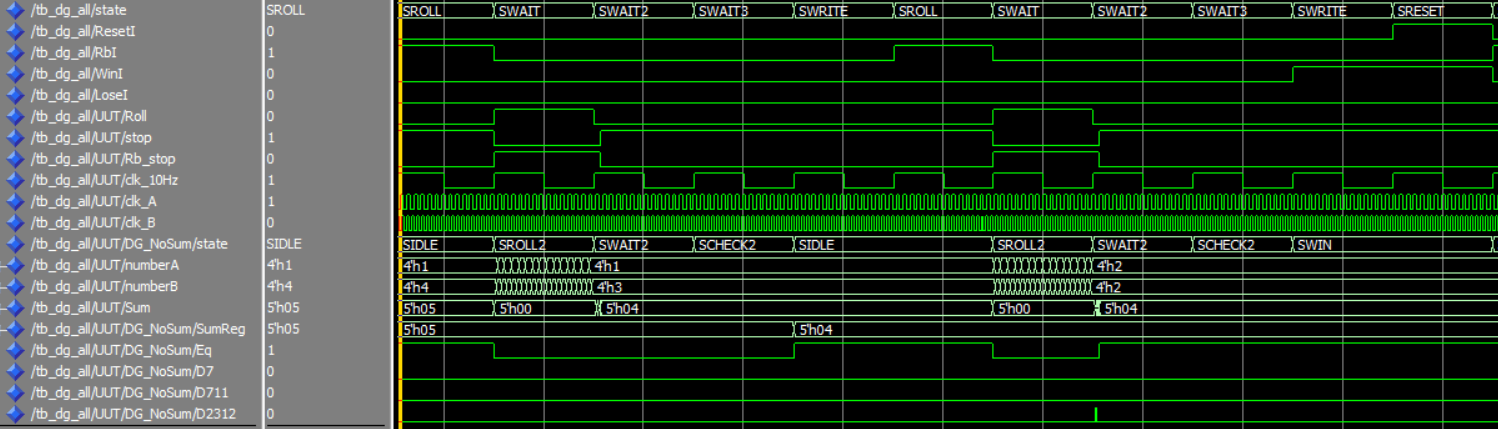 /tb_dg_all/state SROLL SROLL SWAIT SWAIT2 SWAIT3 SWRITE SROLL SWAIT SWAIT2 SWAIT3 SWRITE SRESET
/tb_dg_all/ResetI 0
/tb_dg_all/RbI 1
/tb_dg_all/WinI 0
/tb_dg_all/LoseI 0
/tb_dg_all/UUT/Roll 0
/tb_dg_all/UUT/stop 1
/tb_dg_all/UUT/Rb_stop 0
/tb_dg_all/UUT/clk_10Hz 1
/tb_dg_all/UUT/clk_A 1
/tb_dg_all/UUT/clk_B 0
/tb_dg_all/UUT/DG_NoSum/state SIDLE SIDLE SROLL2 SWAIT2 SCHECK2 SIDLE SROLL2 SWAIT2 SCHECK2 SWIN
/tb_dg_all/UUT/numberA 4'h1 4'h1 4'h1 4'h2
/tb_dg_all/UUT/numberB 4'h4 4'h4 4'h3 4'h2
/tb_dg_all/UUT/Sum 5'h05 5'h05 5'h00 5'h04 5'h00 5'h04
/tb_dg_all/UUT/DG_NoSum/SumReg 5'h05 5'h05 5'h04
/tb_dg_all/UUT/DG_NoSum/Eq 1
/tb_dg_all/UUT/DG_NoSum/D7 0
/tb_dg_all/UUT/DG_NoSum/D711 0
/tb_dg_all/UUT/DG_NoSum/D2312 0